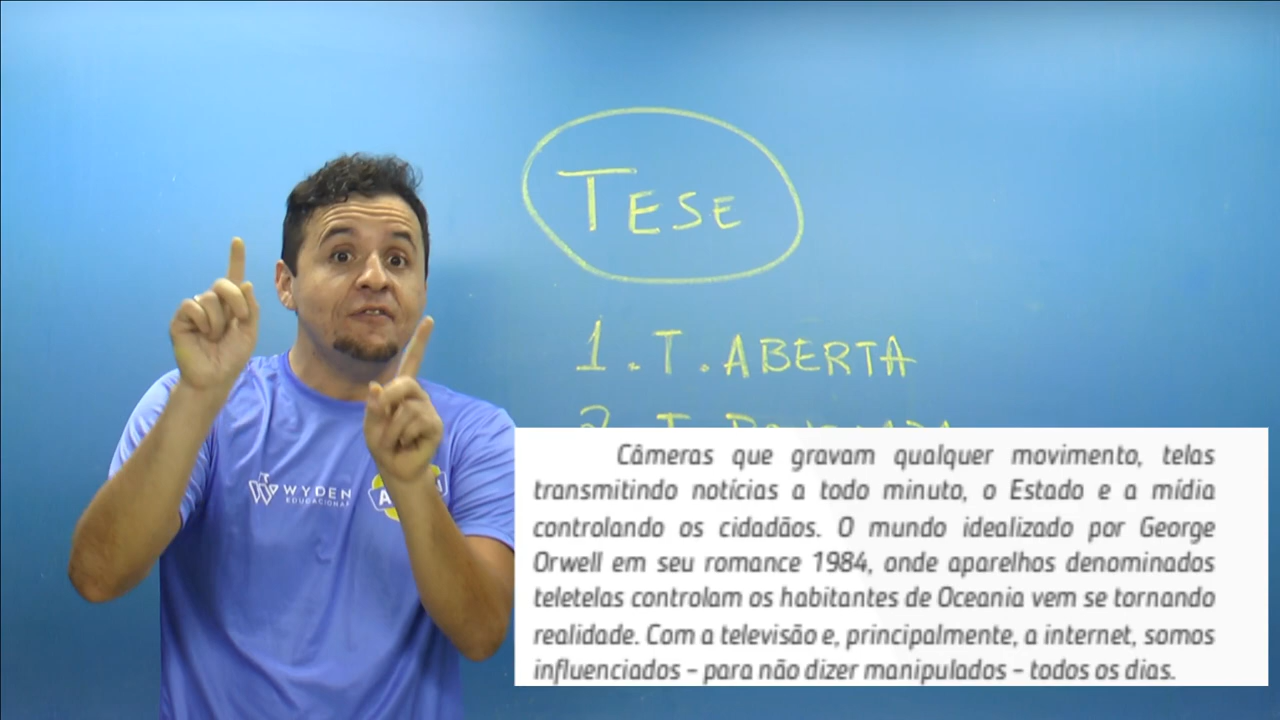 TESE
1. T. ABERTA
2. T.
WYDEN
EDUCACIONAL
Câmeras que gravam qualquer movimento, telas
transmitindo notícias a todo minuto, o Estado e a mídia
controlando os cidadãos. O mundo idealizado por George
Orwell em seu romance 1984, onde aparelhos denominados
teletelas controlam os habitantes de Oceania vem se tornando
realidade. Com a televisão e, principalmente, a internet, somos
influenciados – para não dizer manipulados – todos os dias.